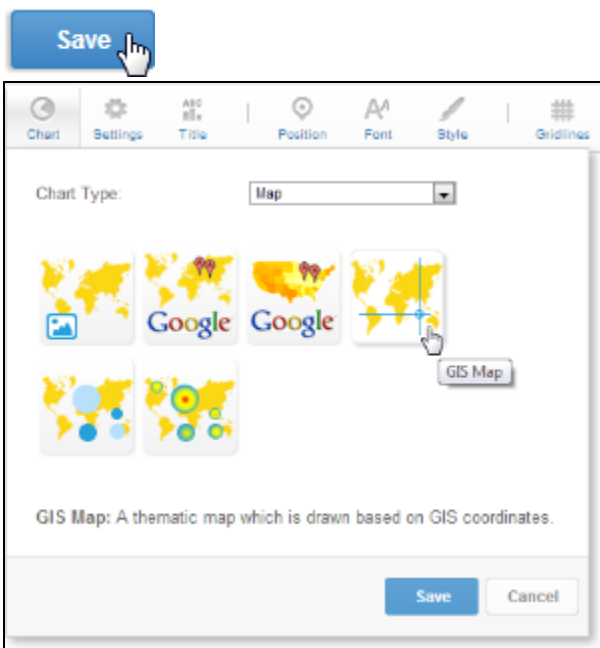 Save
Chart Settings ABC Title Position A A Font Style Gridlines
Chart Type: Map
Google Google
GIS Map
GIS Map: A thematic map which is drawn based on GIS coordinates.
Save Cancel